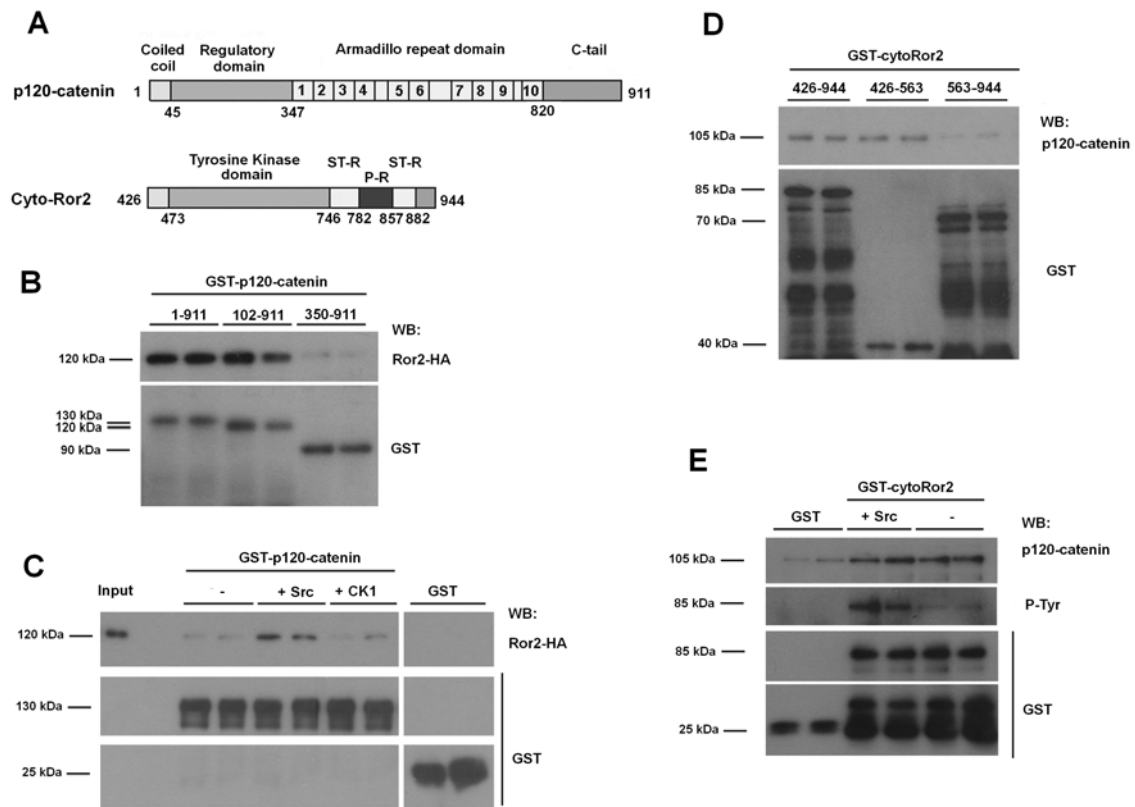 A
Coiled coil
Regulatory domain
Armadillo repeat domain
C-tail
p120-catenin 1 1 2 3 4 5 6 7 8 9 10 911
45 347 820
Tyrosine Kinase domain
ST-R
P-R
ST-R
Cyto-Ror2 426 944
473 746 782 857 882
B
GST-p120-catenin
1-911 102-911 350-911
WB:
120 kDa Ror2-HA
130 kDa
120 kDa
90 kDa
GST
C
GST-p120-catenin
Input - + Src + CK1 GST
WB:
120 kDa Ror2-HA
130 kDa
GST
25 kDa
D
GST-cytoRor2
426-944 426-563 563-944
WB:
105 kDa p120-catenin
85 kDa
70 kDa
GST
40 kDa
E
GST-cytoRor2
GST + Src -
WB:
105 kDa p120-catenin
85 kDa P-Tyr
85 kDa
GST
25 kDa